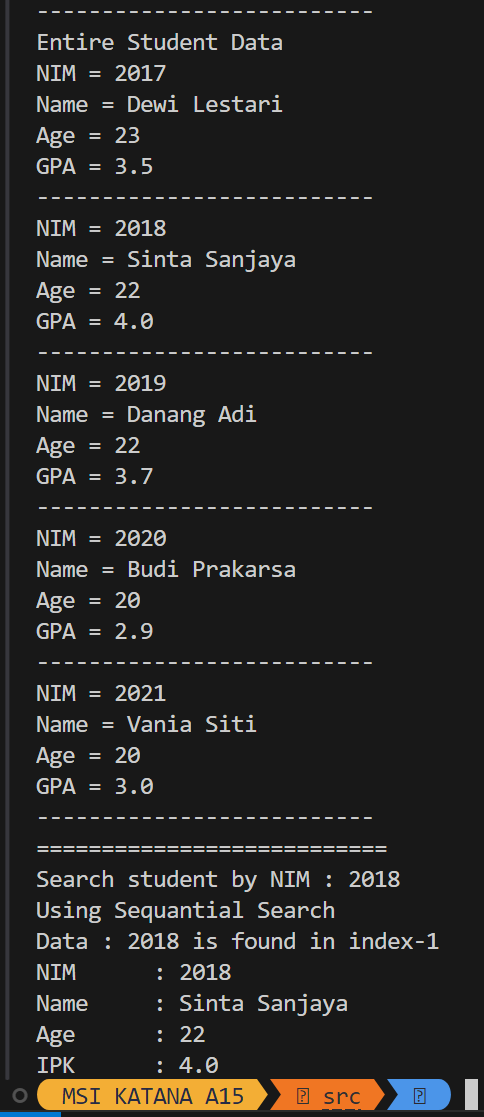 --------------------------
Entire Student Data
NIM = 2017
Name = Dewi Lestari
Age = 23
GPA = 3.5
--------------------------
NIM = 2018
Name = Sinta Sanjaya
Age = 22
GPA = 4.0
--------------------------
NIM = 2019
Name = Danang Adi
Age = 22
GPA = 3.7
--------------------------
NIM = 2020
Name = Budi Prakarsa
Age = 20
GPA = 2.9
--------------------------
NIM = 2021
Name = Vania Siti
Age = 20
GPA = 3.0
--------------------------
===========================
Search student by NIM : 2018
Using Sequantial Search
Data : 2018 is found in index-1
NIM      : 2018
Name     : Sinta Sanjaya
Age      : 22
IPK      : 4.0
MSI KATANA A15 src